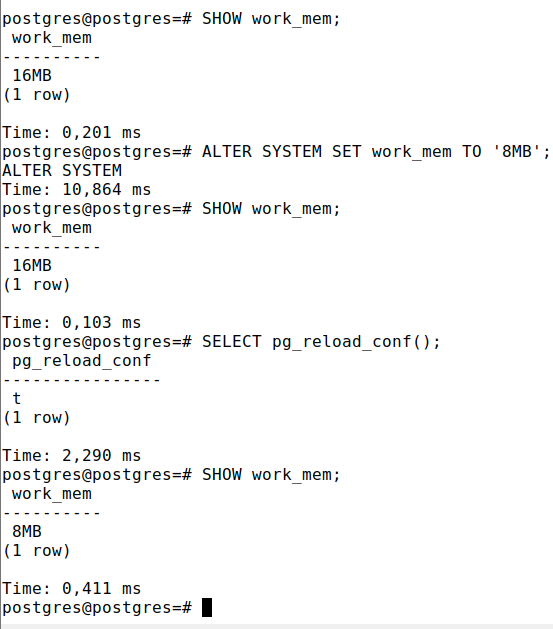 postgres@postgres=# SHOW work_mem;
 work_mem
----------
 16MB
(1 row)

Time: 0,201 ms
postgres@postgres=# ALTER SYSTEM SET work_mem TO '8MB';
ALTER SYSTEM
Time: 10,864 ms
postgres@postgres=# SHOW work_mem;
 work_mem
----------
 16MB
(1 row)

Time: 0,103 ms
postgres@postgres=# SELECT pg_reload_conf();
 pg_reload_conf
----------------
 t
(1 row)

Time: 2,290 ms
postgres@postgres=# SHOW work_mem;
 work_mem
----------
 8MB
(1 row)

Time: 0,411 ms
postgres@postgres=#